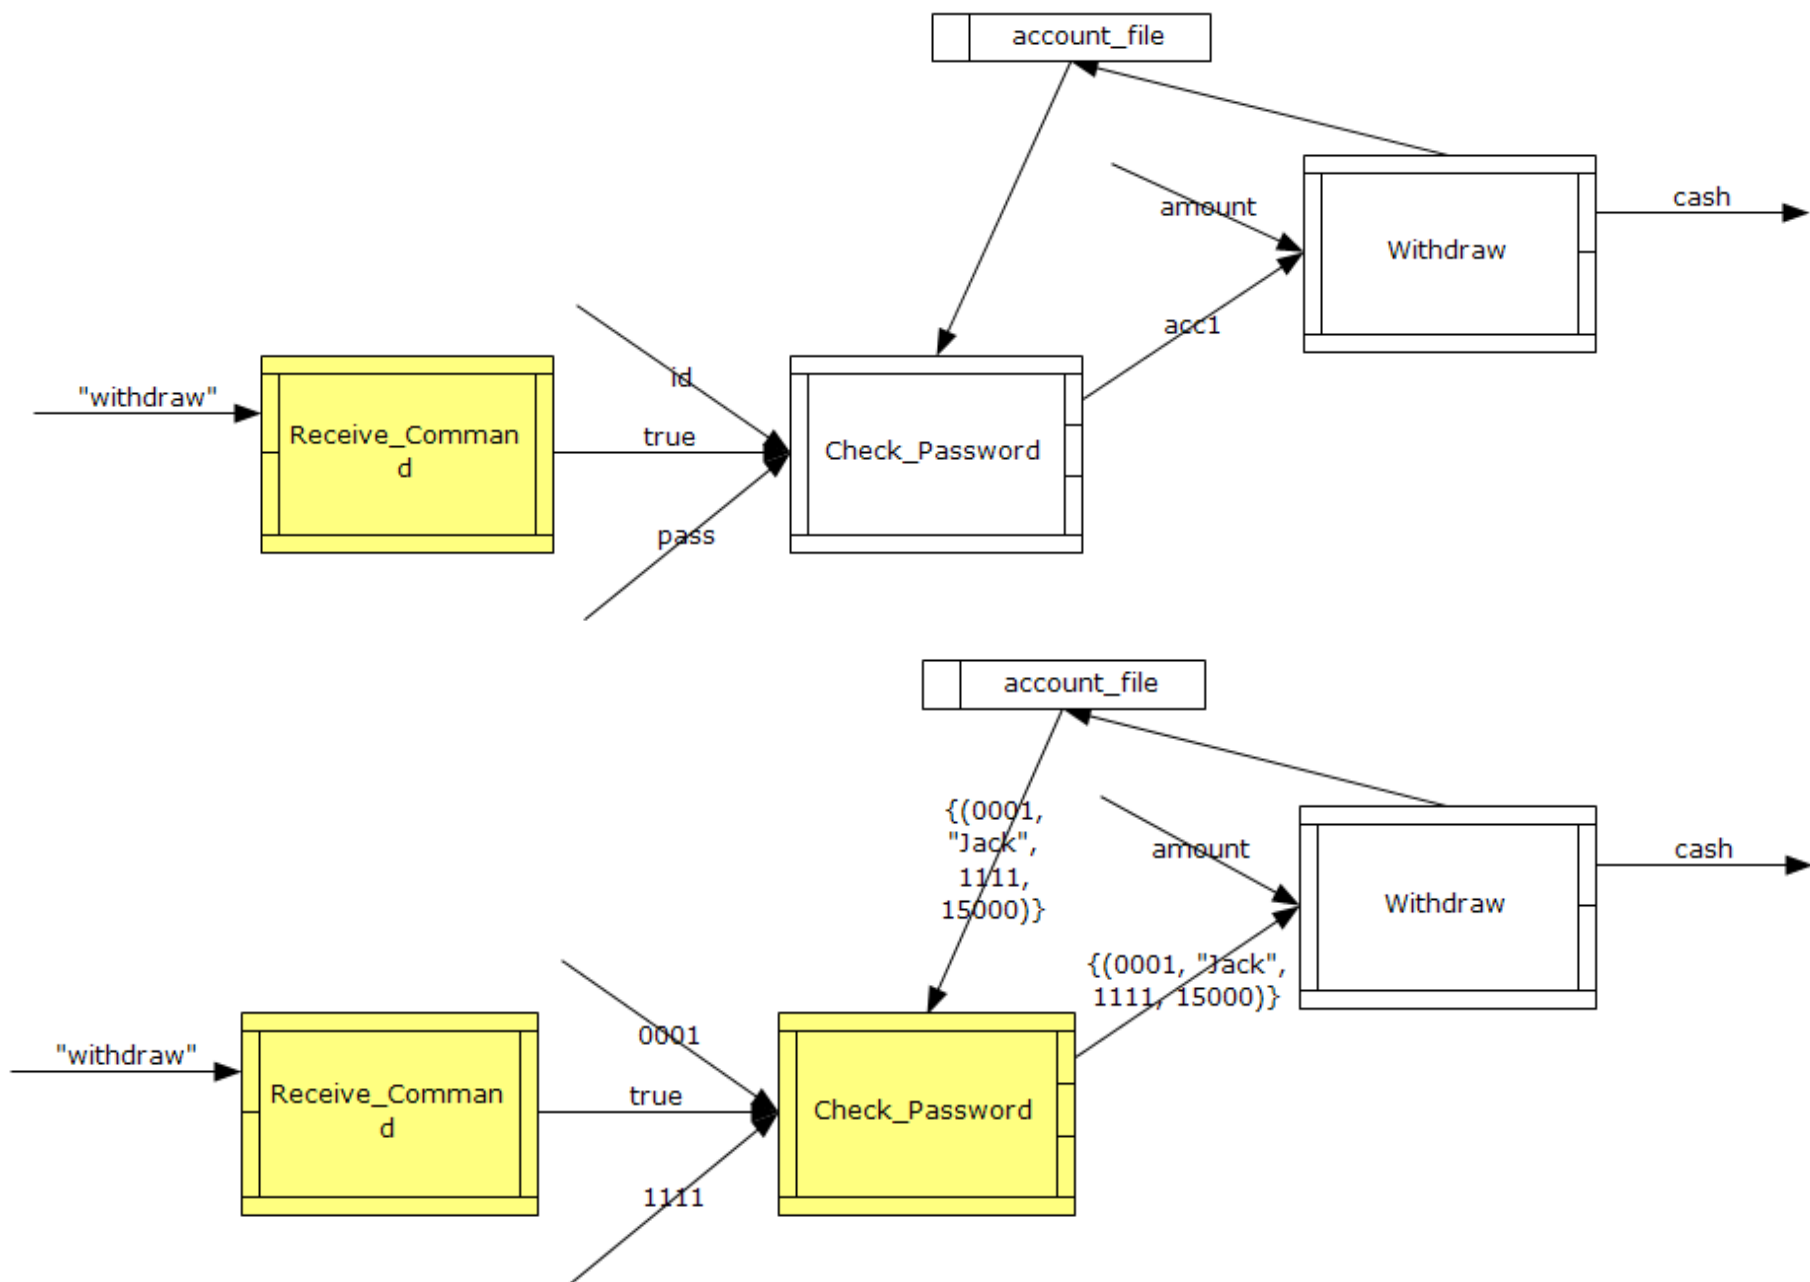 account_file
amount
cash
Withdraw
acc1
id
"withdraw"
Receive_Comman
d
true
Check_Password
pass
account_file
{(0001,
"Jack",
1111,
15000)}
amount
cash
Withdraw
{(0001, "Jack",
1111, 15000)}
0001
"withdraw"
Receive_Comman
d
true
Check_Password
1111